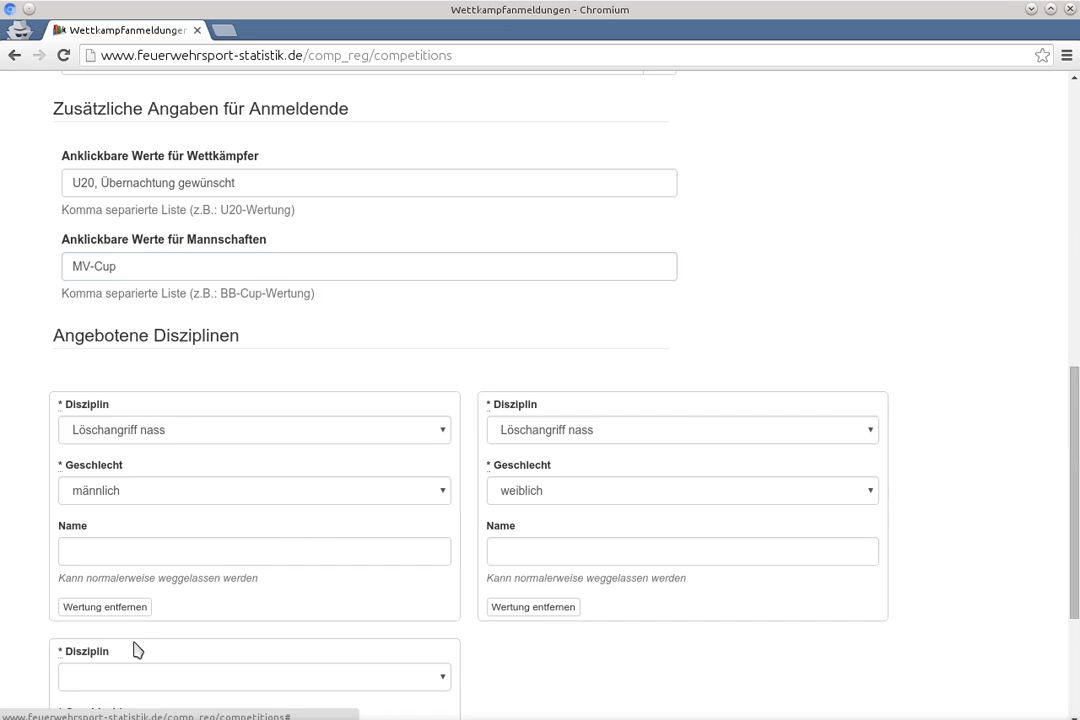 Wettkampfanmeldungen - Chromium
Wettkampfanmeldunger
www.feuerwehrsport-statistik.de/comp_reg/competitions
Zusätzliche Angaben für Anmeldende
Anklickbare Werte für Wettkämpfer
U20, Übernachtung gewünscht
Komma separierte Liste (z.B.: U20-Wertung)
Anklickbare Werte für Mannschaften
MV-Cup
Komma separierte Liste (z.B.: BB-Cup-Wertung)
Angebotene Disziplinen
* Disziplin
Löschangriff nass
* Geschlecht
männlich
Name
Kann normalerweise weggelassen werden
Wertung entfernen
* Disziplin
Löschangriff nass
* Geschlecht
weiblich
Name
Kann normalerweise weggelassen werden
Wertung entfernen
* Disziplin
www.feuerwehrsport-statistik.de/comp_reg/competitions#